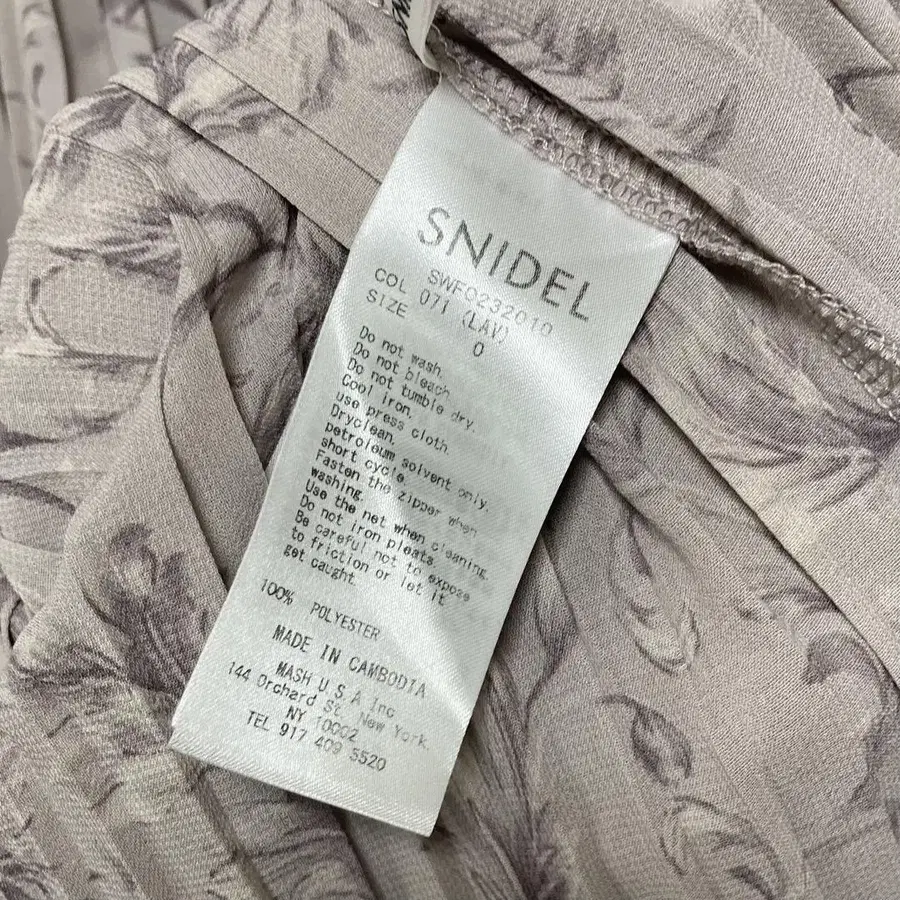 SNIDEL
SWFO232010
COL 071 (LAV)
SIZE 0
Do not wash.
Do not bleach.
Do not tumble dry.
Cool iron.
use press cloth.
Dryclean.
petroleum solvent only.
short cycle.
Fasten the zipper when
washing.
Use the net when cleaning.
Do not iron pleats.
Be careful not to expose
to friction or let it
get caught.
100% POLYESTER
MADE IN CAMBODIA
MASH U S A Inc
144 Orchard St. New York.
NY 10002
TEL 917 409 5520